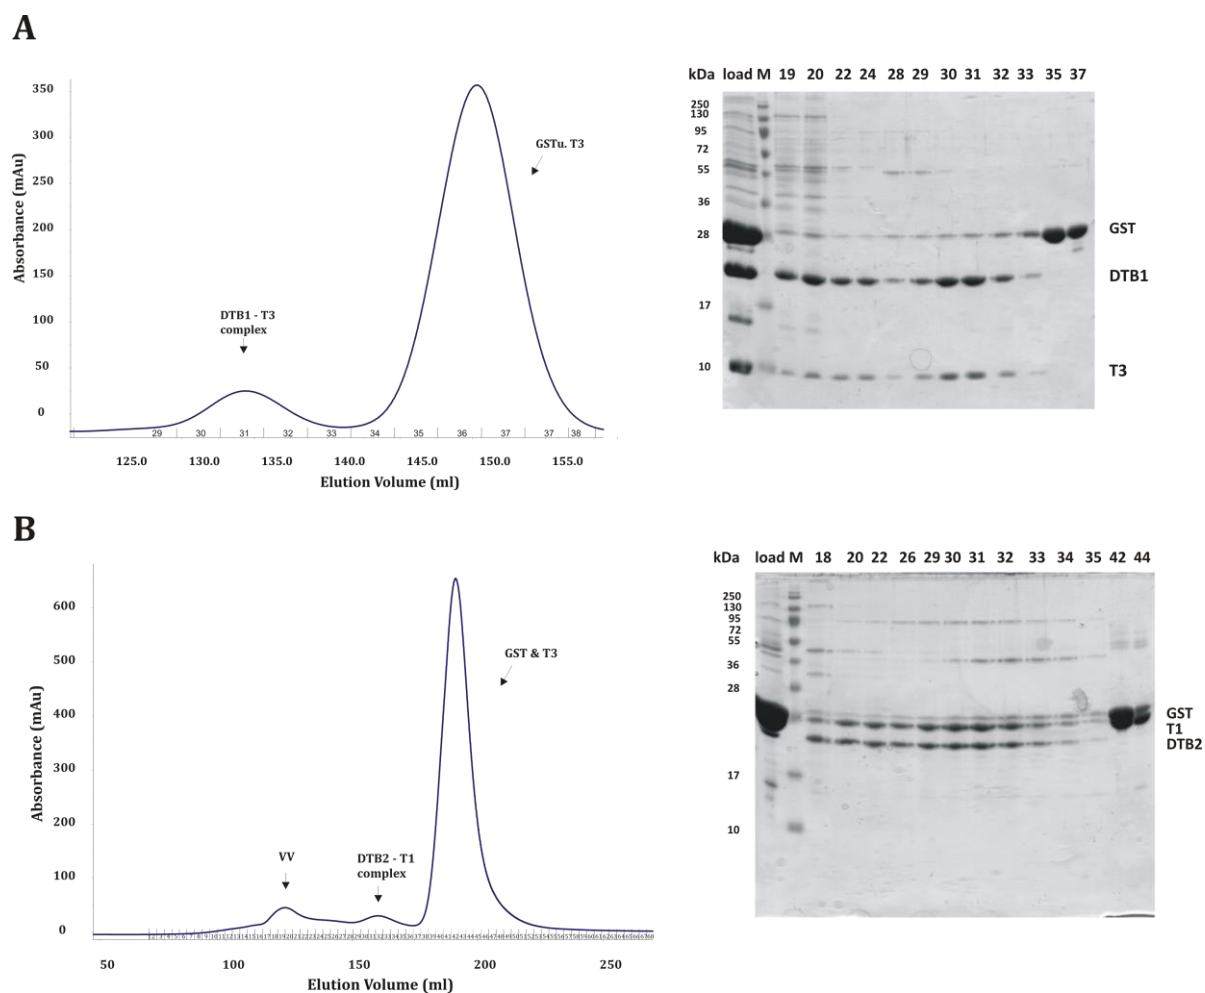 A
350
300
250
200
150
100
50
0
Absorbance (mAu)
GSTu. T3
DTB1 - T3
complex
29 30 31 32 33 34 35 36 37 37 38
125.0 130.0 135.0 140.0 145.0 150.0 155.0
Elution Volume (ml)
kDa load M 19 20 22 24 28 29 30 31 32 33 35 37
250
130
95
72
55
36
28
17
10
GST
DTB1
T3
B
600
500
400
300
200
100
0
Absorbance (mAu)
GST & T3
VV
DTB2 - T1
complex
50 100 150 200 250
Elution Volume (ml)
kDa load M 18 20 22 26 29 30 31 32 33 34 35 42 44
250
130
95
72
55
36
28
17
10
GST
T1
DTB2